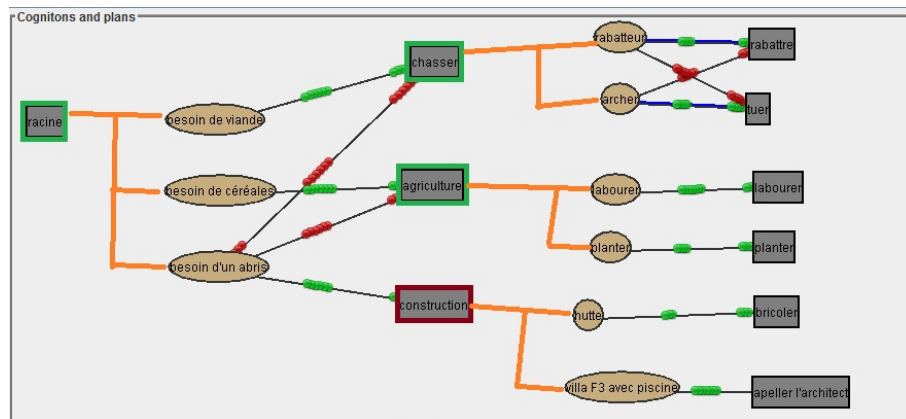 Cognitons and plans
rabatteur
rabattre
chasser
archer
tuer
racine
besoin de viande
besoin de céréales
agriculture
labourer
labourer
planter
planter
besoin d'un abris
construction
hutte
bricoler
villa F3 avec piscine
apeller l'architect